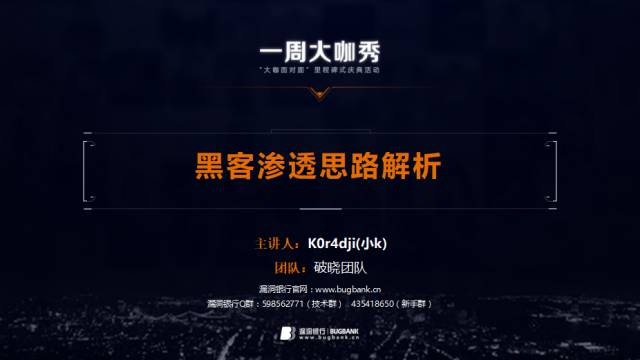 一周大咖秀
“大咖面对面”里程碑式庆典活动
黑客渗透思路解析
主讲人：K0r4dji(小k)
团队：破晓团队
漏洞银行官网：www.bugbank.cn
漏洞银行Q群：598562771（技术群） 435418650（新手群）
漏洞银行 | BUGBANK
www.bugbank.cn